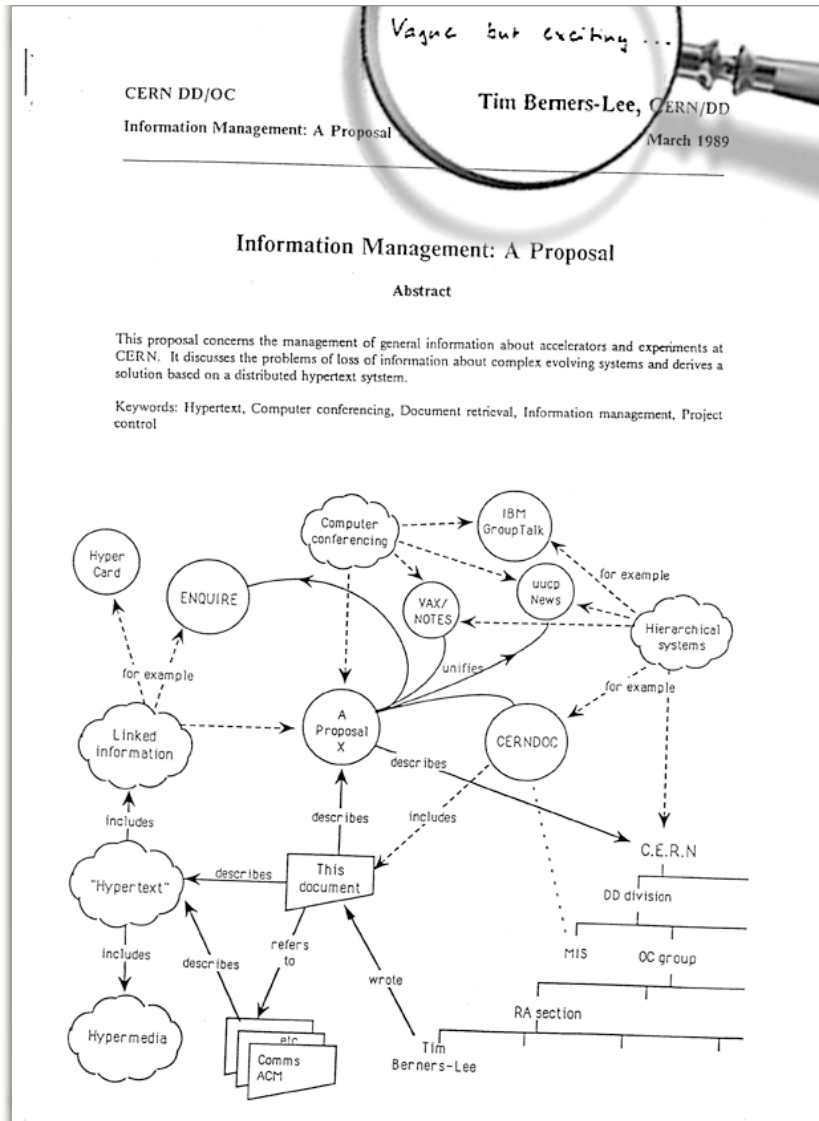 Vague but exciting ...
CERN DD/OC
Tim Berners-Lee, CERN/DD
Information Management: A Proposal
March 1989
Information Management: A Proposal
Abstract
This proposal concerns the management of general information about accelerators and experiments at
CERN. It discusses the problems of loss of information about complex evolving systems and derives a
solution based on a distributed hypertext sytstem.
Keywords: Hypertext, Computer conferencing, Document retrieval, Information management, Project
control
IBM
GroupTalk
Computer
conferencing
Hyper
Card
for example
uucp
News
ENQUIRE
VAX/
NOTES
Hierarchical
systems
unifies
for example
for example
A
Proposal
X
Linked
information
CERNDOC
describes
includes
describes
includes
C.E.R.N
This
document
describes
"Hypertext"
DD division
refers
to
includes
describes
MIS
OC group
wrote
RA section
Hypermedia
etc
Tim
Berners-Lee
Comms
ACM